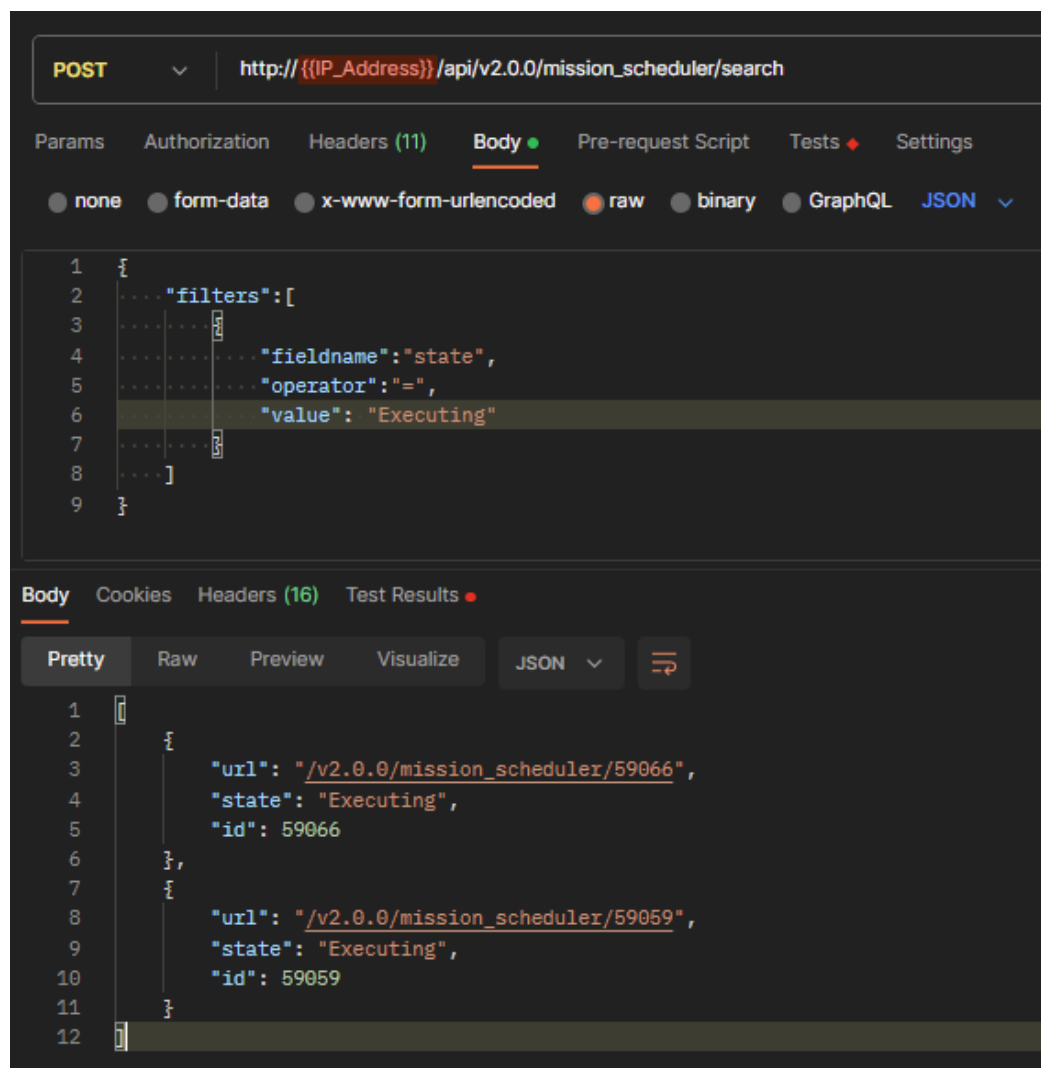 POST http://{{IP_Address}}/api/v2.0.0/mission_scheduler/search
Params Authorization Headers (11) Body Pre-request Script Tests Settings
none form-data x-www-form-urlencoded raw binary GraphQL JSON
1 {
2 "filters":[
3 {
4 "fieldname":"state",
5 "operator":"=",
6 "value": "Executing"
7 }
8 ]
9 }
Body Cookies Headers (16) Test Results
Pretty Raw Preview Visualize JSON
1 [
2 {
3 "url": "/v2.0.0/mission_scheduler/59066",
4 "state": "Executing",
5 "id": 59066
6 },
7 {
8 "url": "/v2.0.0/mission_scheduler/59059",
9 "state": "Executing",
10 "id": 59059
11 }
12 ]